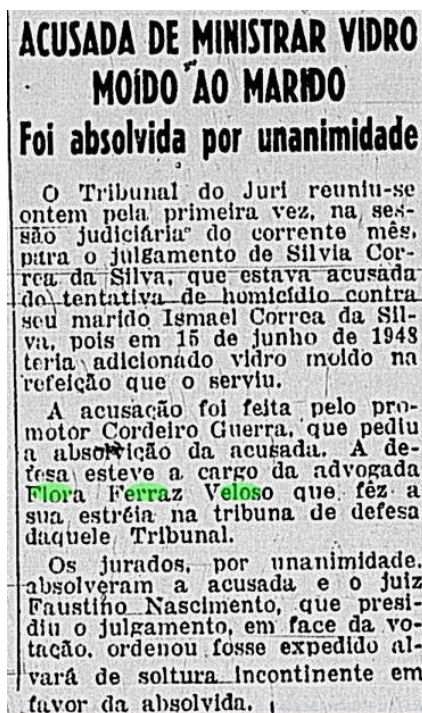 ACUSADA DE MINISTRAR VIDRO
MOÍDO AO MARIDO
Foi absolvida por unanimidade
O Tribunal do Juri reuniu-se
ontem pela primeira vez, na ses-
são judiciária do corrente mês,
para o julgamento de Silvia Cor-
rea da Silva, que estava acusada
de tentativa de homicídio contra
seu marido Ismael Correa da Sil-
va, pois em 15 de junho de 1948
teria adicionado vidro moido na
refeição que o serviu.
A acusação foi feita pelo pro-
motor Cordeiro Guerra, que pediu
a absolvição da acusada. A de-
fesa esteve a cargo da advogada
Flora Ferraz Veloso que fêz a
sua estréia na tribuna de defesa
daquele Tribunal.
Os jurados, por unanimidade,
absolveram a acusada e o juiz
Faustino Nascimento, que presi-
diu o julgamento, em face da vo-
tação, ordenou fosse expedido al-
vará de soltura incontinente em
favor da absolvida.